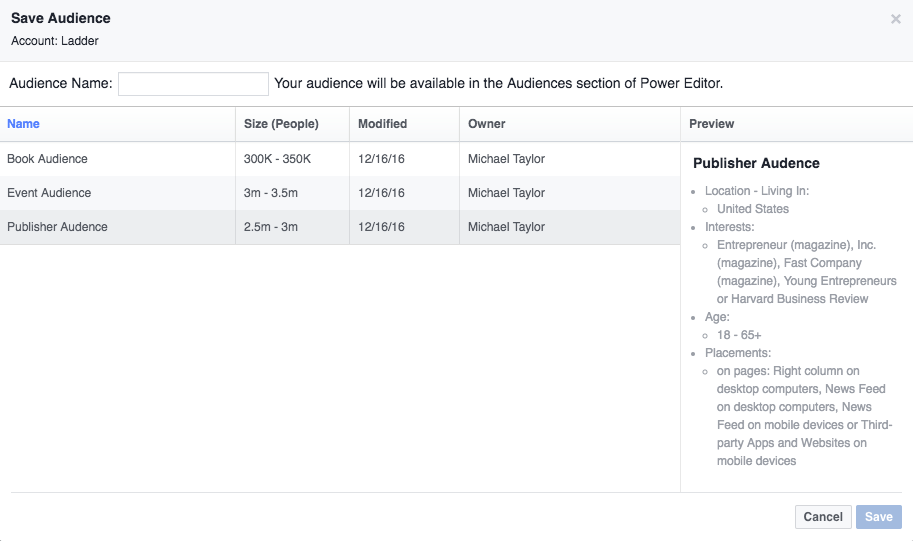 Save Audience
×
Account: Ladder
Audience Name: Your audience will be available in the Audiences section of Power Editor.
Name Size (People) Modified Owner Preview
Book Audience 300K - 350K 12/16/16 Michael Taylor
Event Audience 3m - 3.5m 12/16/16 Michael Taylor
Publisher Audence 2.5m - 3m 12/16/16 Michael Taylor
Publisher Audence
Location - Living In:
United States
Interests:
Entrepreneur (magazine), Inc.
(magazine), Fast Company
(magazine), Young Entrepreneurs
or Harvard Business Review
Age:
18 - 65+
Placements:
on pages: Right column on
desktop computers, News Feed
on desktop computers, News
Feed on mobile devices or Third-
party Apps and Websites on
mobile devices
Cancel Save